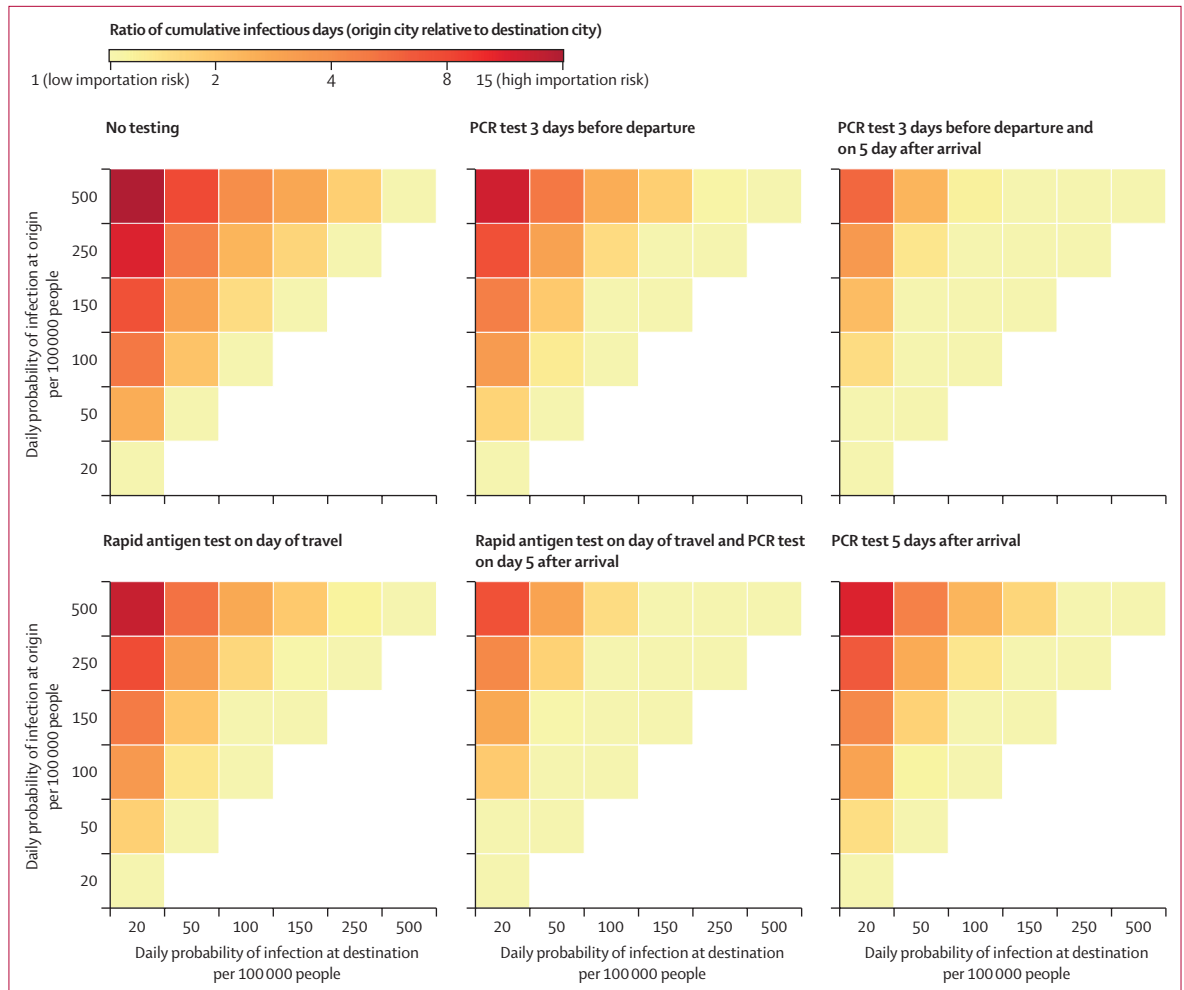 Ratio of cumulative infectious days (origin city relative to destination city)
1 (low importation risk) 2 4 8 15 (high importation risk)
No testing
PCR test 3 days before departure
PCR test 3 days before departure and
on 5 day after arrival
Daily probability of infection at origin
per 100 000 people
500
250
150
100
50
20
Rapid antigen test on day of travel
Rapid antigen test on day of travel and PCR test
on day 5 after arrival
PCR test 5 days after arrival
Daily probability of infection at origin
per 100 000 people
500
250
150
100
50
20
20 50 100 150 250 500
Daily probability of infection at destination
per 100 000 people
20 50 100 150 250 500
Daily probability of infection at destination
per 100 000 people
20 50 100 150 250 500
Daily probability of infection at destination
per 100 000 people